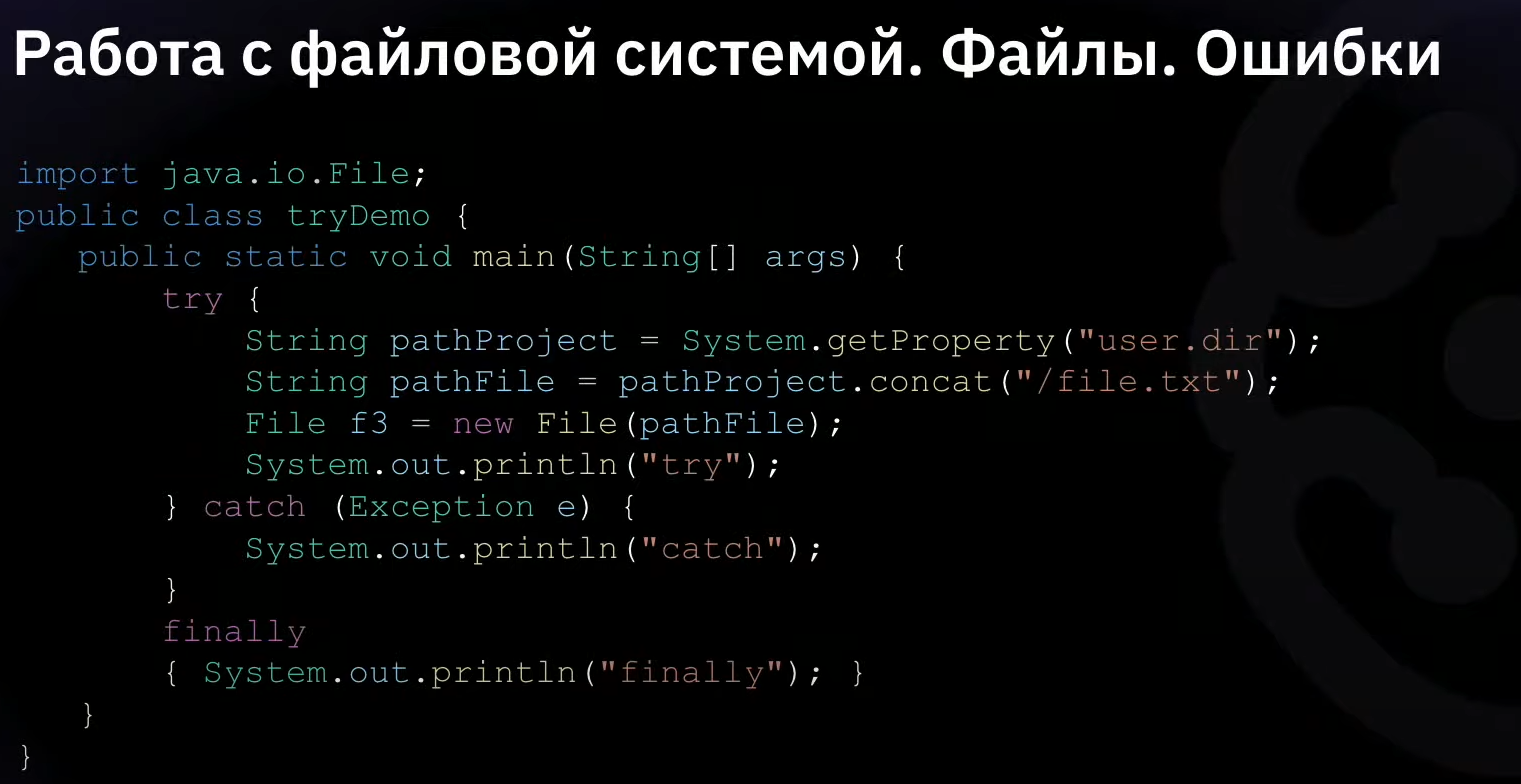 Работа с файловой системой. Файлы. Ошибки
import java.io.File;
public class tryDemo {
   public static void main(String[] args) {
       try {
           String pathProject = System.getProperty("user.dir");
           String pathFile = pathProject.concat("/file.txt");
           File f3 = new File(pathFile);
           System.out.println("try");
       } catch (Exception e) {
           System.out.println("catch");
       }
       finally
       { System.out.println("finally"); }
   }
}